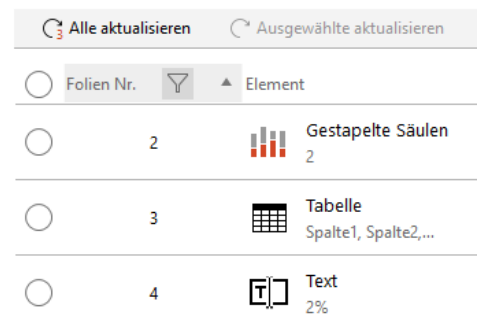 3 Alle aktualisieren Ausgewählte aktualisieren
Folien Nr. Element
2 Gestapelte Säulen
2
3 Tabelle
Spalte1, Spalte2,...
4 T Text
2%